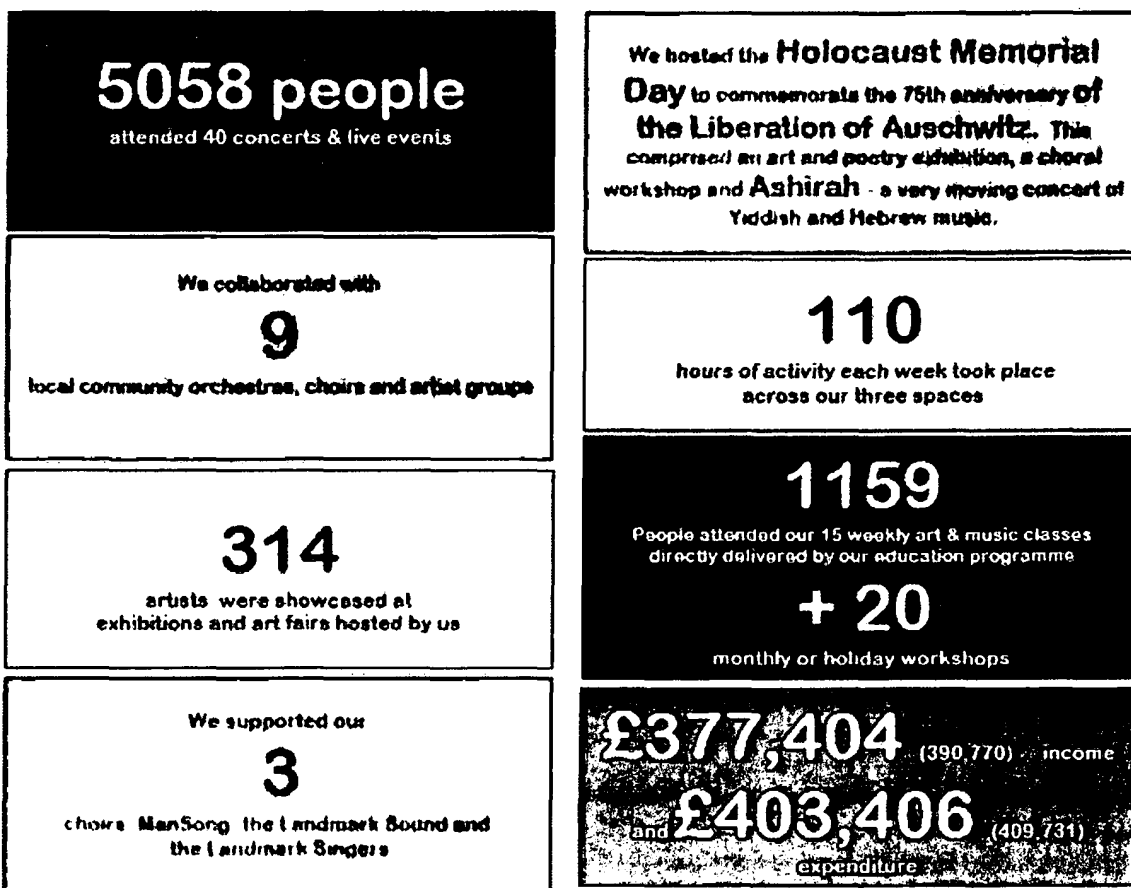 5058 people
attended 40 concerts & live events
We collaborated with
9
local community orchestras, choirs and artist groups
314
artists were showcased at
exhibitions and art fairs hosted by us
We supported our
3
choirs ManSong the Landmark Sound and
the Landmark Singers
We hosted the Holocaust Memorial
Day to commemorate the 75th anniversary of
the Liberation of Auschwitz. This
comprised an art and poetry exhibition, a choral
workshop and Ashirah - a very moving concert of
Yiddish and Hebrew music.
110
hours of activity each week took place
across our three spaces
1159
People attended our 15 weekly art & music classes
directly delivered by our education programme
+ 20
monthly or holiday workshops
£377,404 (390,770) income
and £403,406 (409,731)
expenditure